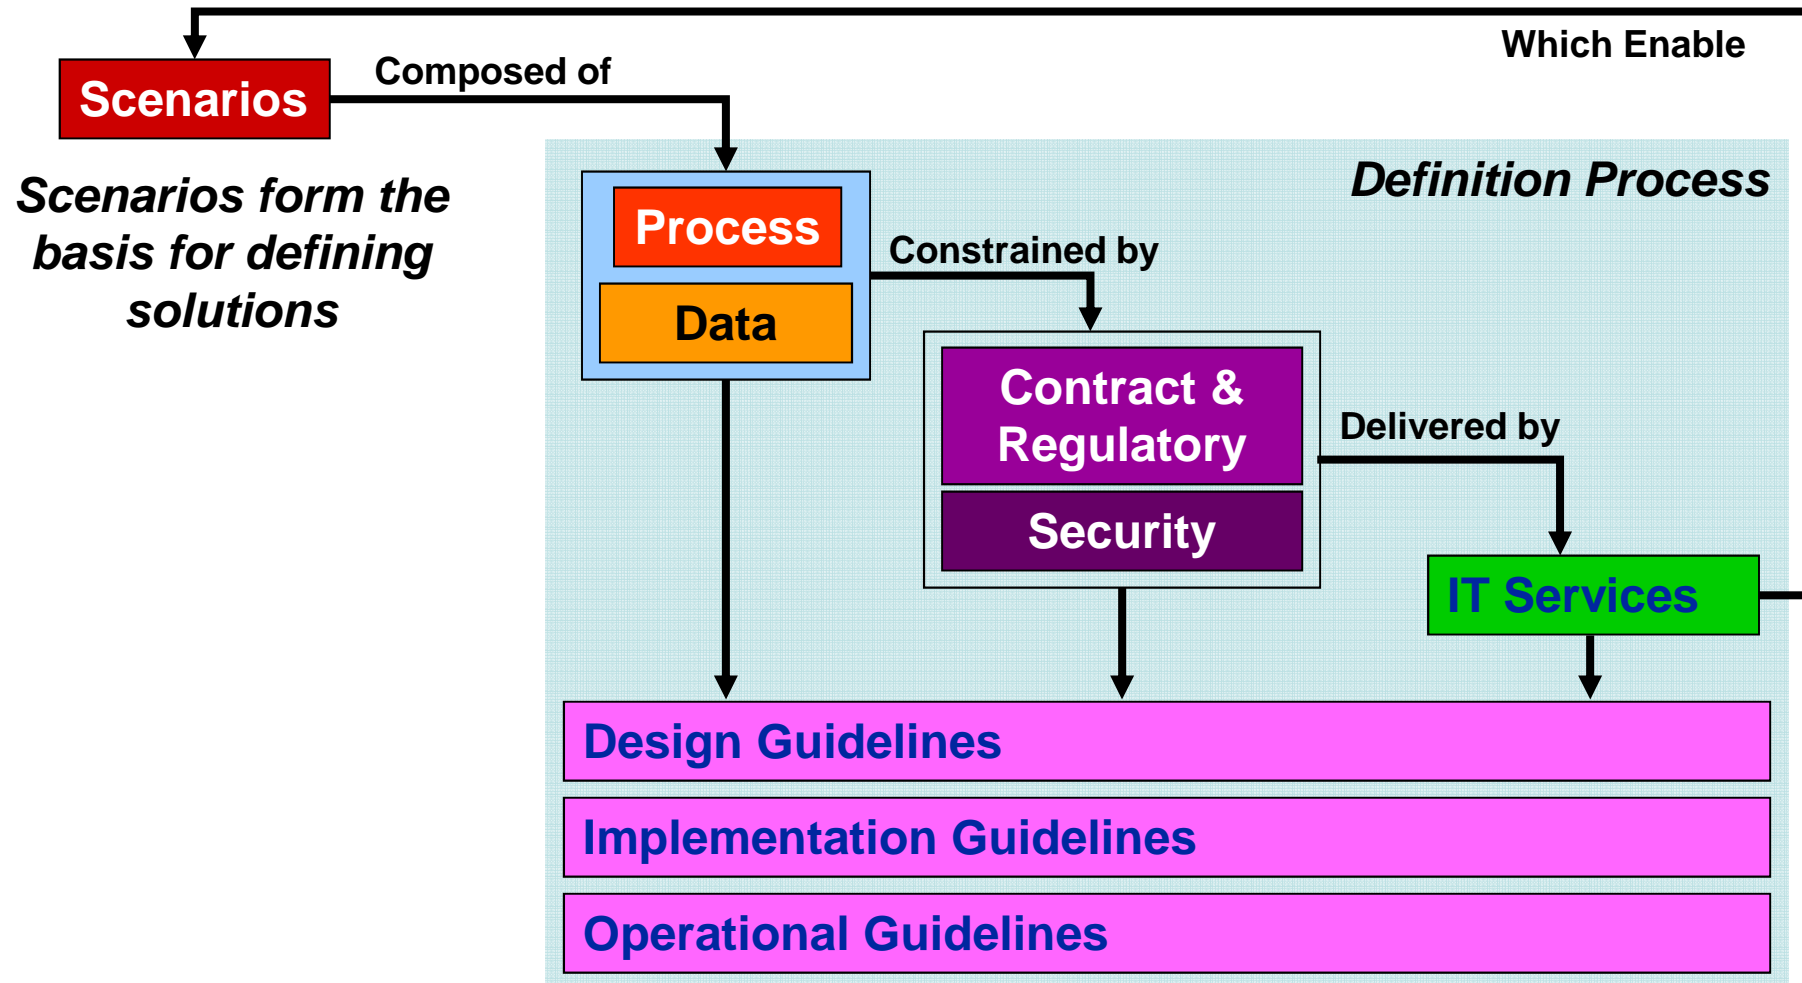 Which Enable
Scenarios
Composed of
Scenarios form the
basis for defining
solutions
Definition Process
Process
Data
Constrained by
Contract &
Regulatory
Security
Delivered by
IT Services
Design Guidelines
Implementation Guidelines
Operational Guidelines